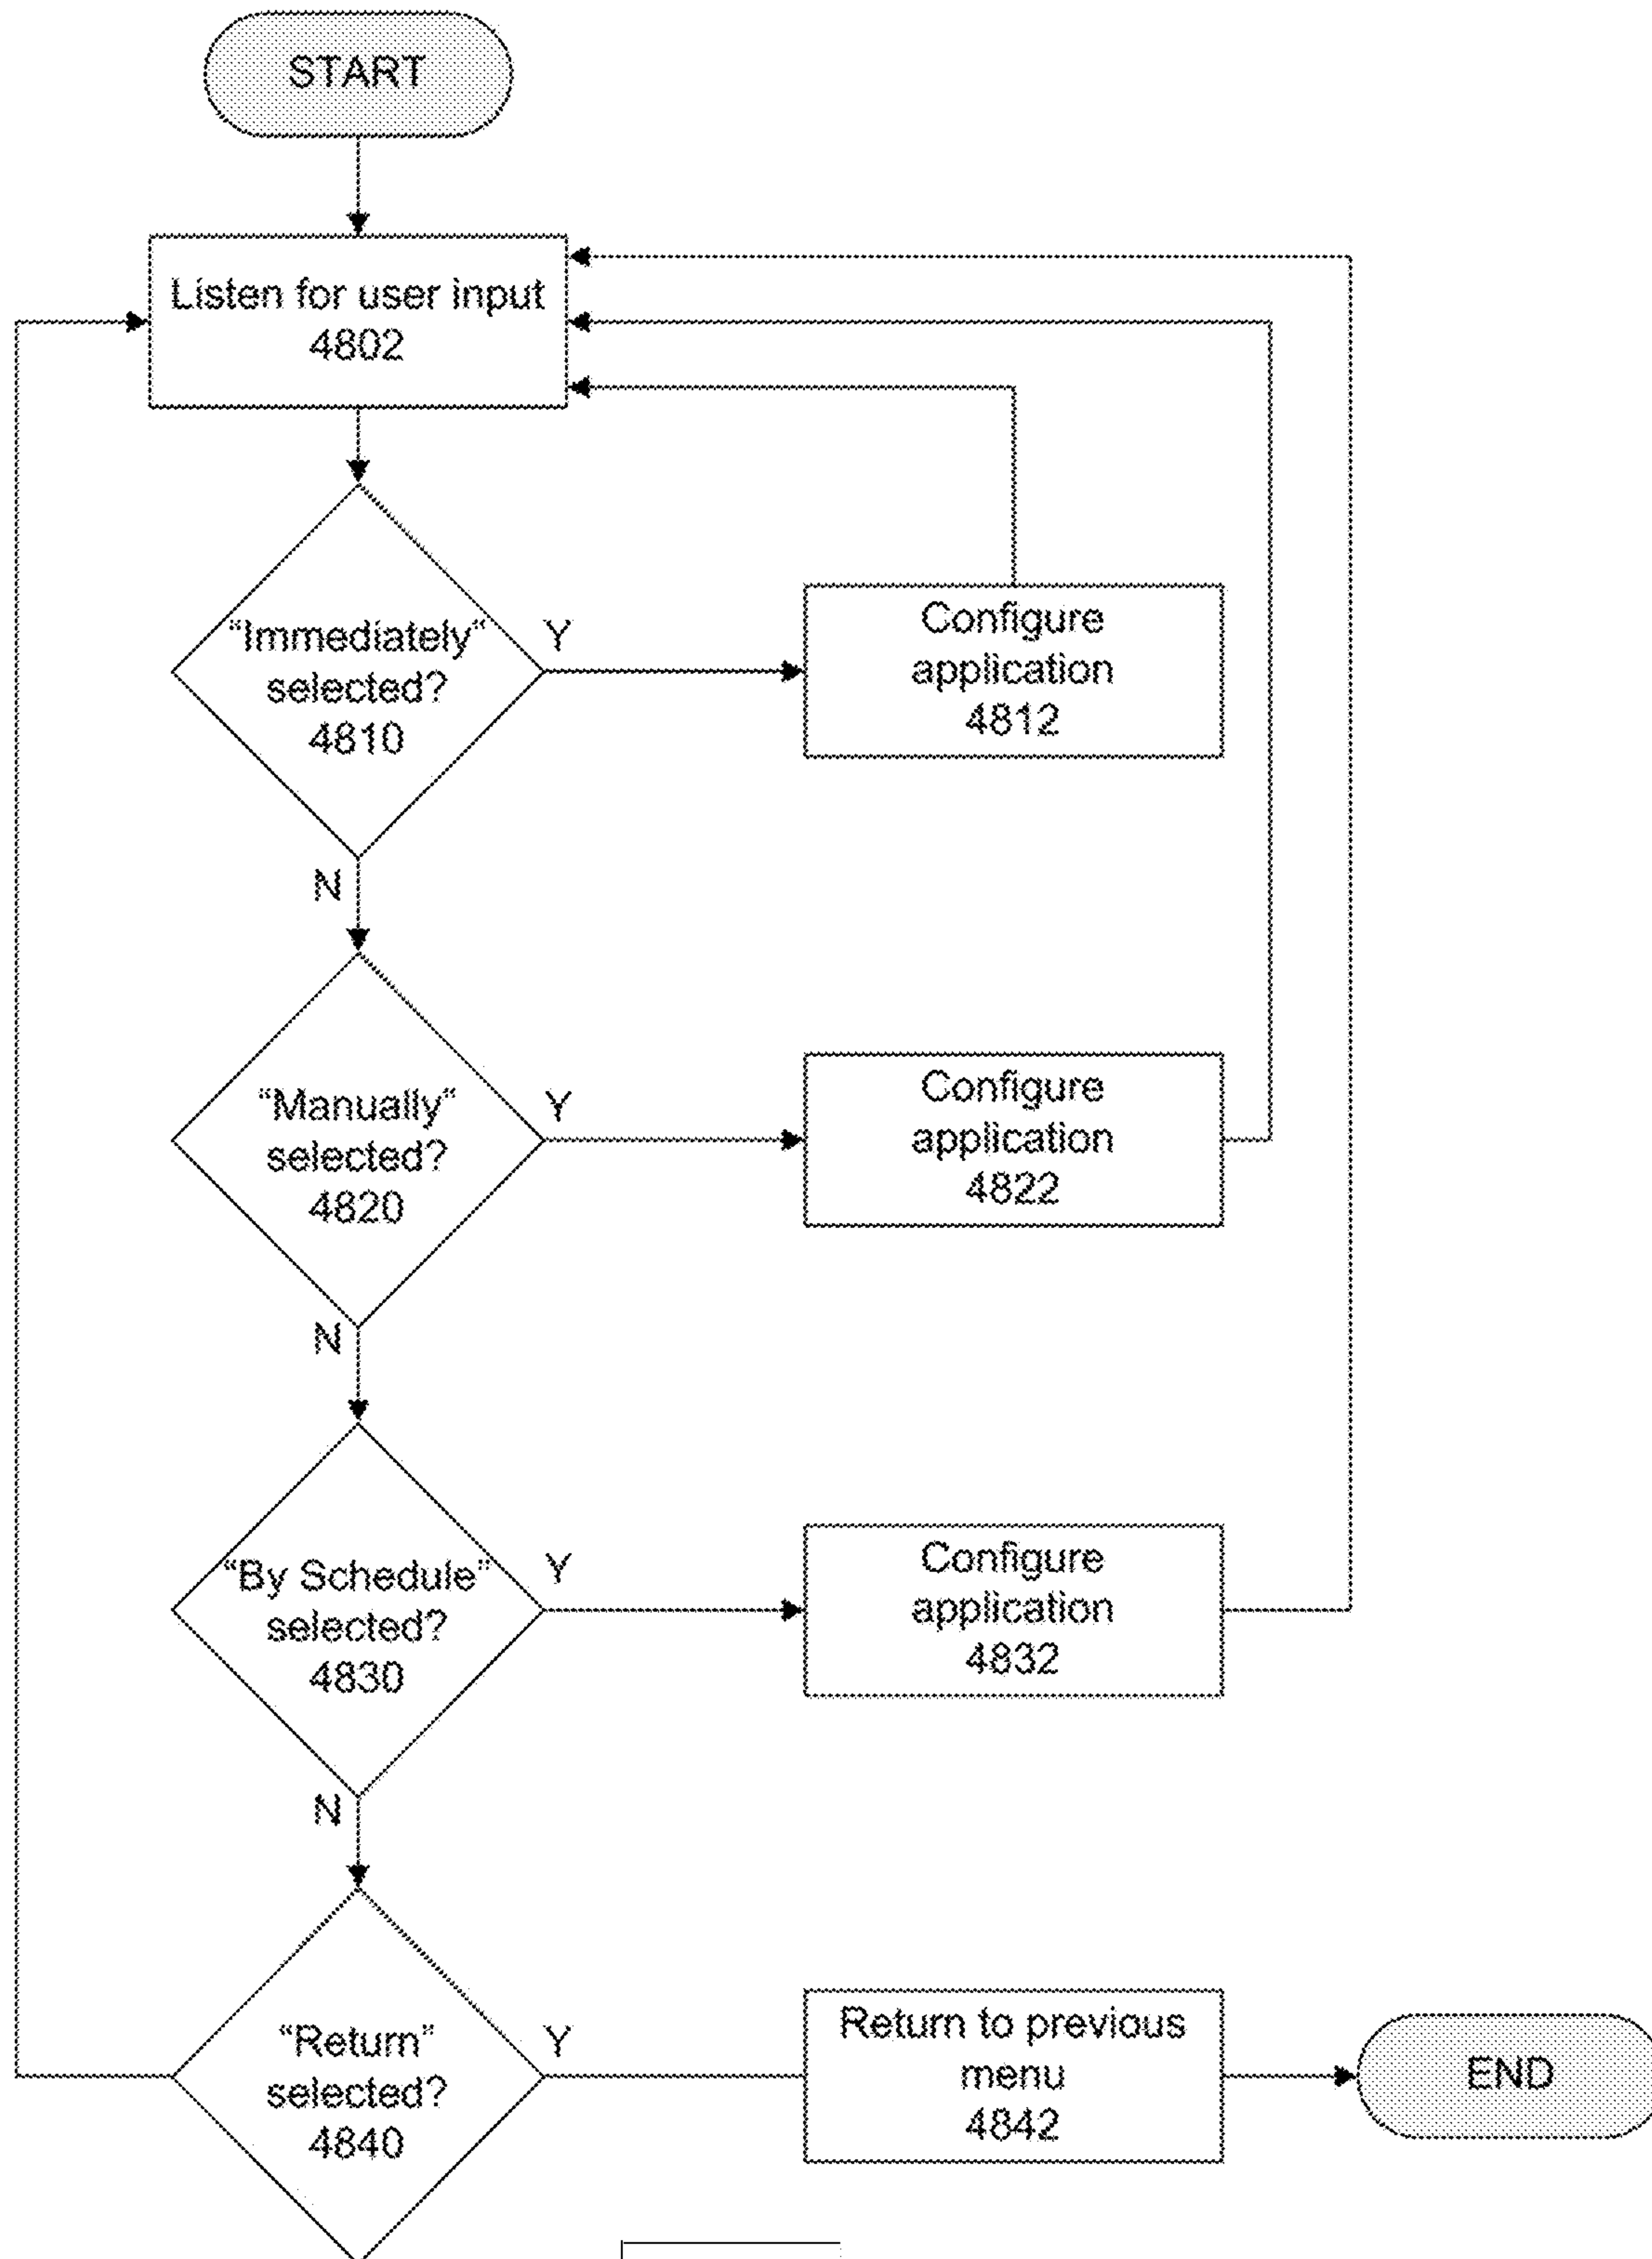 START
Listen for user input
4802
“Immediately“
selected?
4810
Y
Configure
application
4812
N
“Manually“
selected?
4820
Y
Configure
application
4822
N
“By Schedule”
selected?
4830
Y
Configure
application
4832
N
“Return”
selected?
4840
Y
Return to previous
menu
4842
END